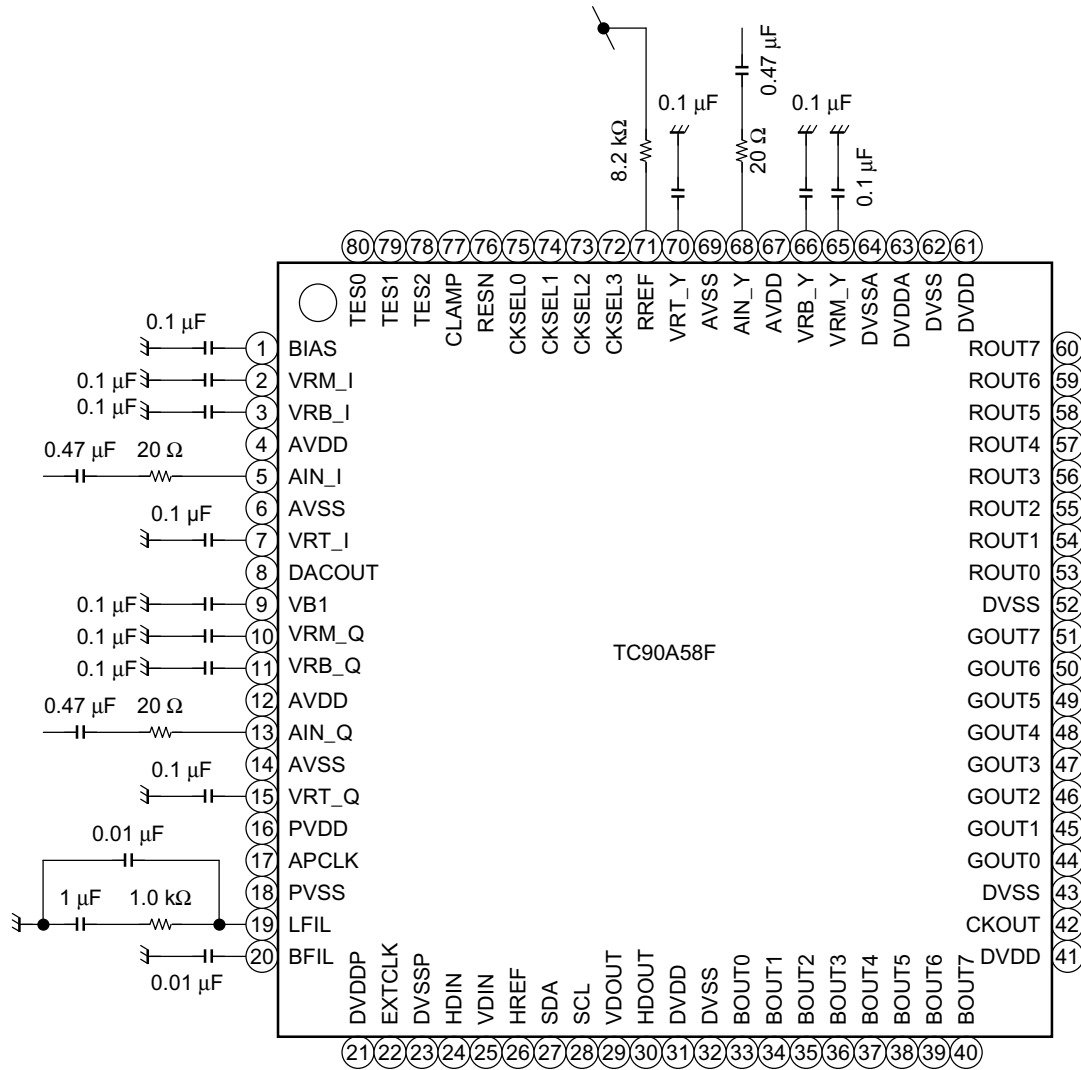 0.47 µF
0.1 µF
0.1 µF
8.2 kΩ
20 Ω
0.1 µF
80 79 78 77 76 75 74 73 72 71 70 69 68 67 66 65 64 63 62 61
TES0
TES1
TES2
CLAMP
RESN
CKSEL0
CKSEL1
CKSEL2
CKSEL3
RREF
VRT_Y
AVSS
AIN_Y
AVDD
VRB_Y
VRM_Y
DVSSA
DVDDA
DVSS
DVDD
0.1 µF
1 BIAS
0.1 µF
2 VRM_I
0.1 µF
3 VRB_I
4 AVDD
0.47 µF 20 Ω
5 AIN_I
6 AVSS
0.1 µF
7 VRT_I
8 DACOUT
0.1 µF
9 VB1
0.1 µF
10 VRM_Q
0.1 µF
11 VRB_Q
12 AVDD
0.47 µF 20 Ω
13 AIN_Q
14 AVSS
0.1 µF
15 VRT_Q
16 PVDD
0.01 µF
17 APCLK
18 PVSS
1 µF 1.0 kΩ
19 LFIL
20 BFIL
0.01 µF
TC90A58F
ROUT7 60
ROUT6 59
ROUT5 58
ROUT4 57
ROUT3 56
ROUT2 55
ROUT1 54
ROUT0 53
DVSS 52
GOUT7 51
GOUT6 50
GOUT5 49
GOUT4 48
GOUT3 47
GOUT2 46
GOUT1 45
GOUT0 44
DVSS 43
CKOUT 42
DVDD 41
DVDDP
EXTCLK
DVSSP
HDIN
VDIN
HREF
SDA
SCL
VDOUT
HDOUT
DVDD
DVSS
BOUT0
BOUT1
BOUT2
BOUT3
BOUT4
BOUT5
BOUT6
BOUT7
21 22 23 24 25 26 27 28 29 30 31 32 33 34 35 36 37 38 39 40